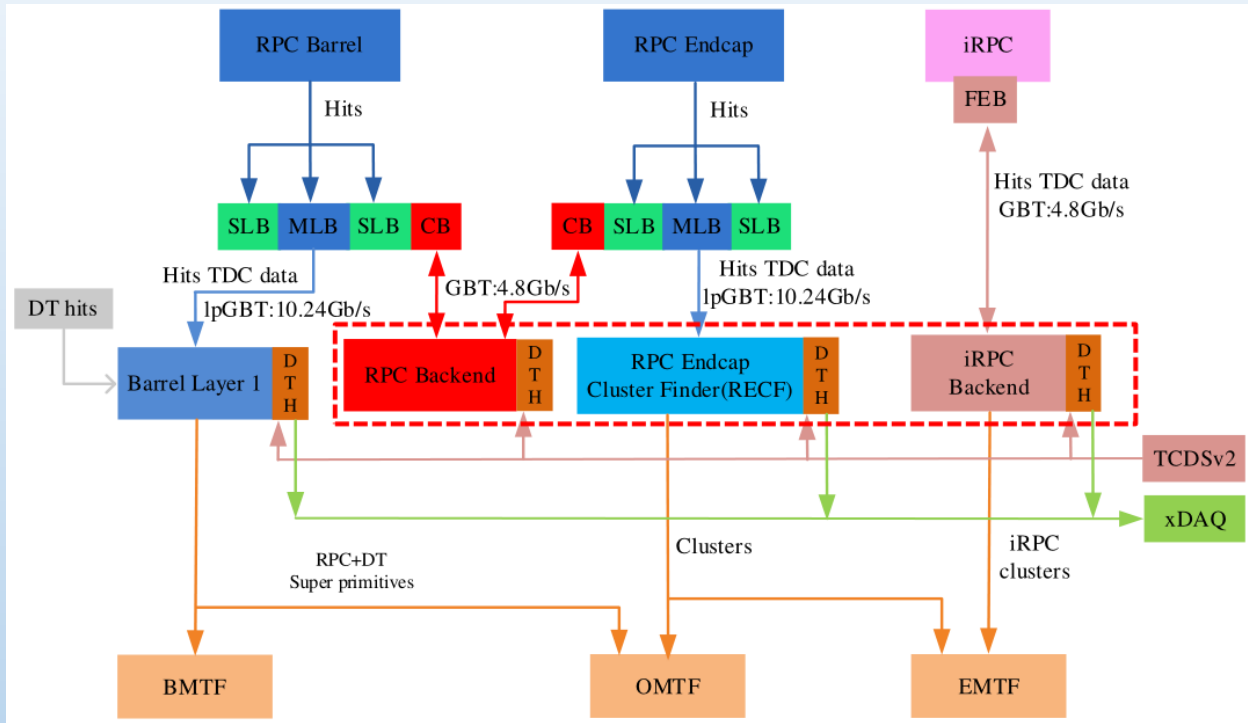 RPC Barrel
RPC Endcap
iRPC
FEB
Hits
Hits
Hits TDC data
GBT:4.8Gb/s
SLB
MLB
SLB
CB
CB
SLB
MLB
SLB
Hits TDC data
lpGBT:10.24Gb/s
GBT:4.8Gb/s
Hits TDC data
lpGBT:10.24Gb/s
DT hits
Barrel Layer 1
D
T
H
RPC Backend
D
T
H
RPC Endcap
Cluster Finder(RECF)
D
T
H
iRPC
Backend
D
T
H
TCDSv2
xDAQ
RPC+DT
Super primitives
Clusters
iRPC
clusters
BMTF
OMTF
EMTF